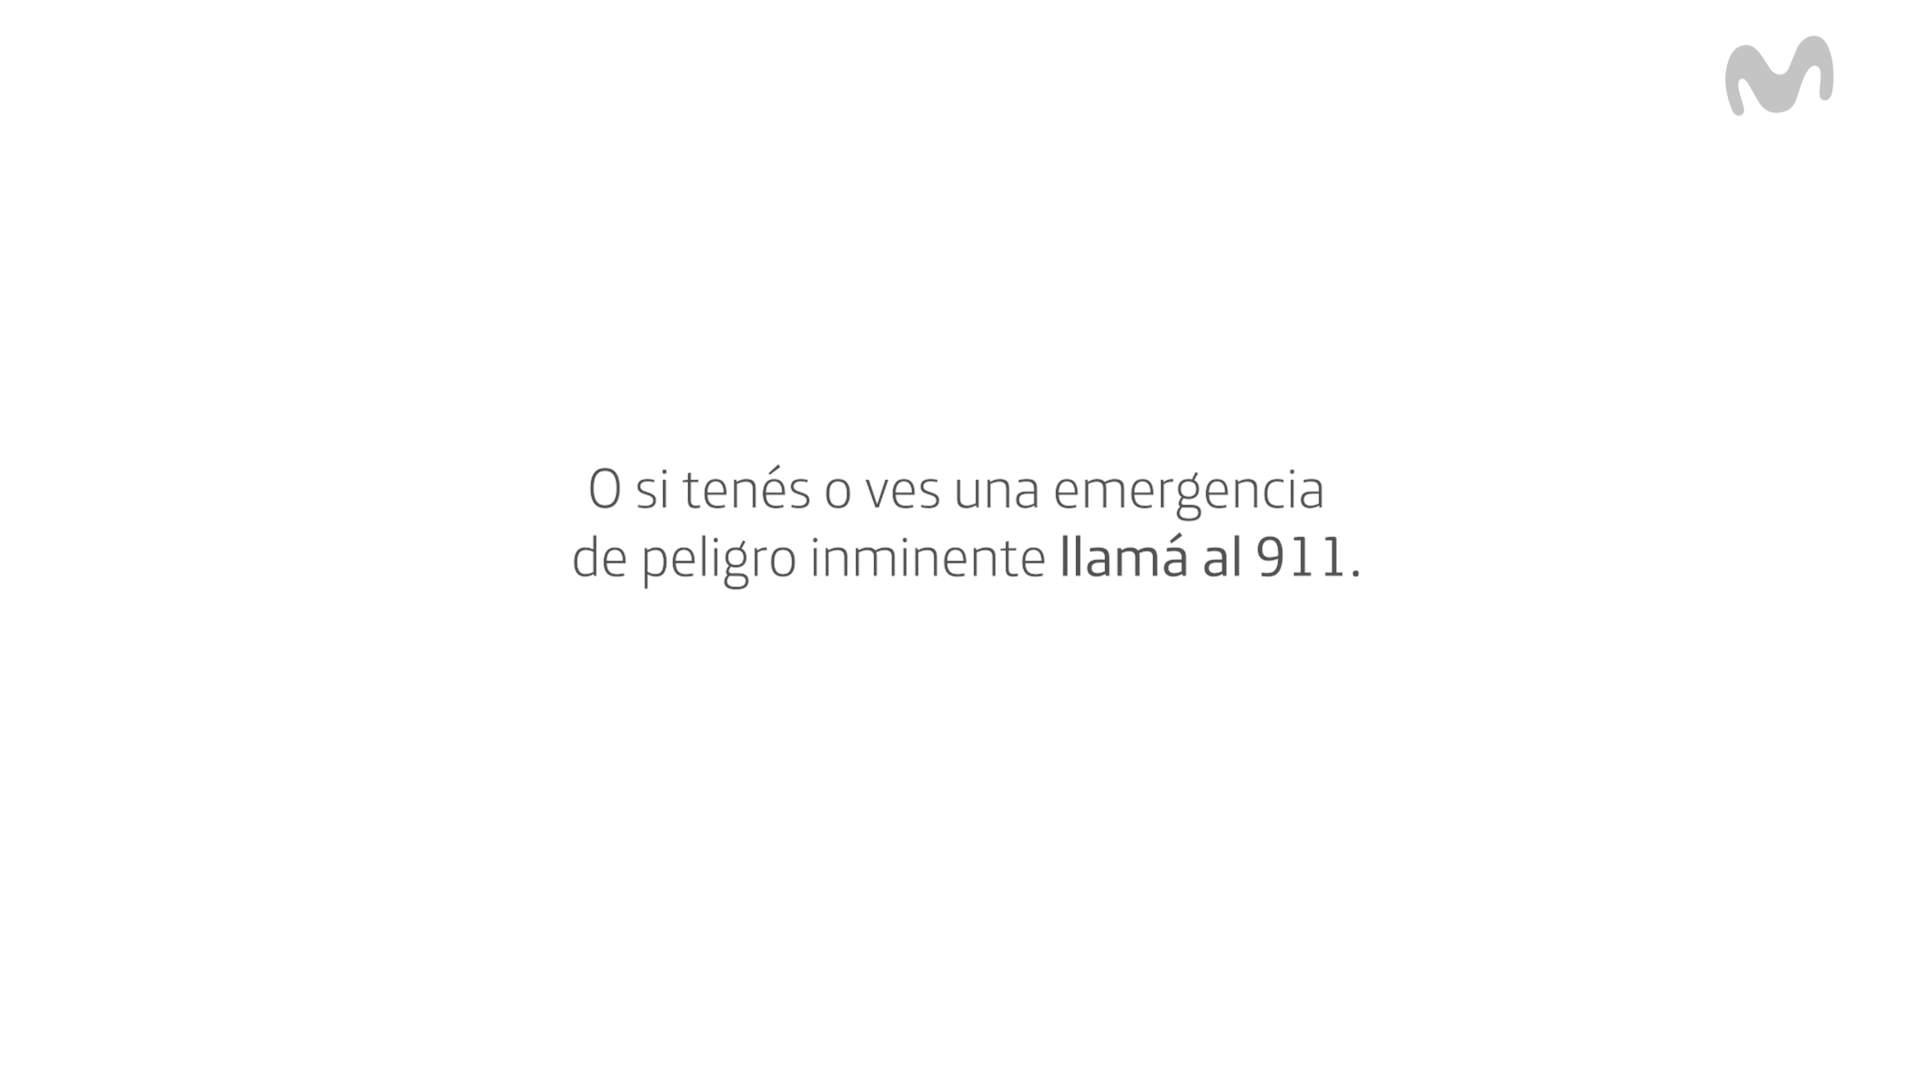 O si tenés o ves una emergencia
de peligro inminente llamá al 911.